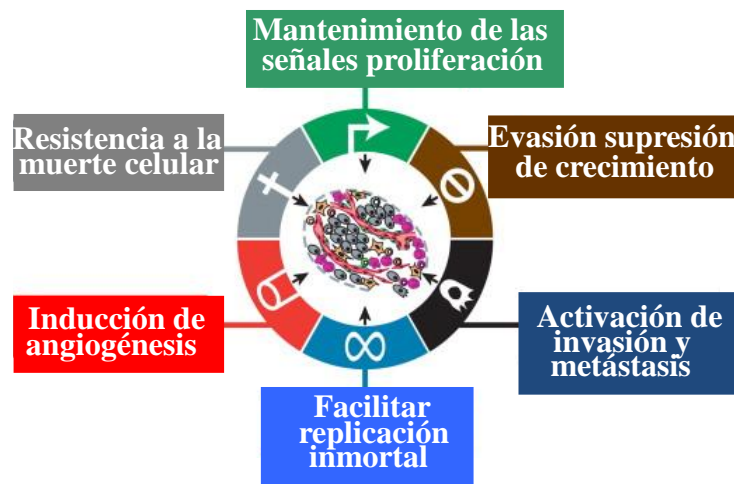 Mantenimiento de las
señales proliferación
Resistencia a la
muerte celular
Evasión supresión
de crecimiento
Inducción de
angiogénesis
Activación de
invasión y
metástasis
Facilitar
replicación
inmortal